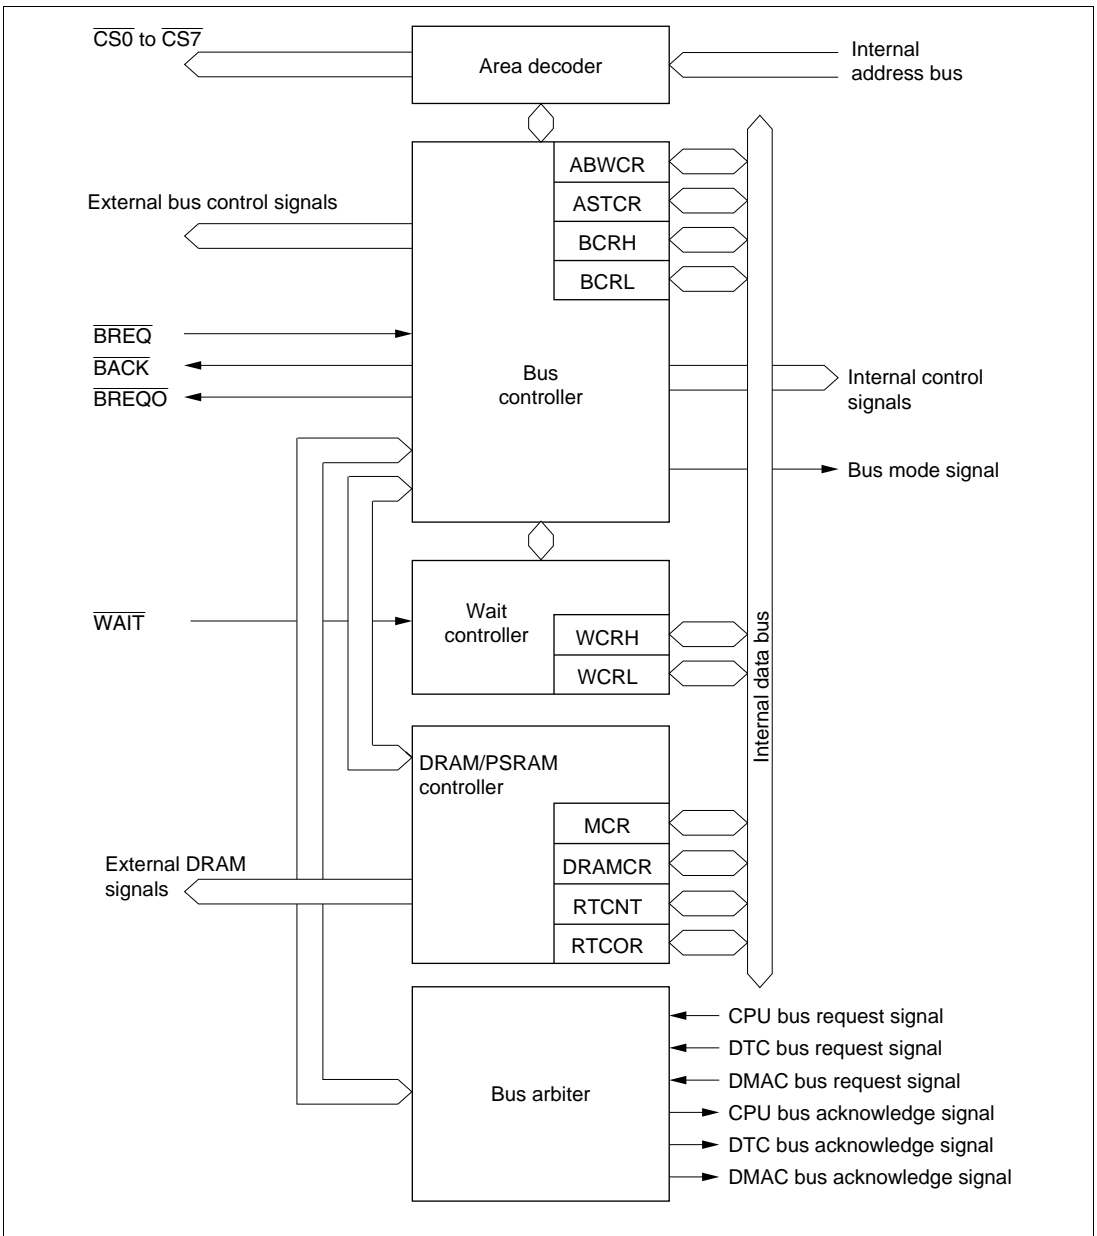 CS0 to CS7
Area decoder
Internal
address bus
ABWCR
ASTCR
External bus control signals
BCRH
BCRL
BREQ
BACK
BREQO
Bus
controller
Internal control
signals
Bus mode signal
WAIT
Wait
controller
WCRH
WCRL
Internal data bus
DRAM/PSRAM
controller
MCR
External DRAM
signals
DRAMCR
RTCNT
RTCOR
CPU bus request signal
DTC bus request signal
DMAC bus request signal
Bus arbiter
CPU bus acknowledge signal
DTC bus acknowledge signal
DMAC bus acknowledge signal